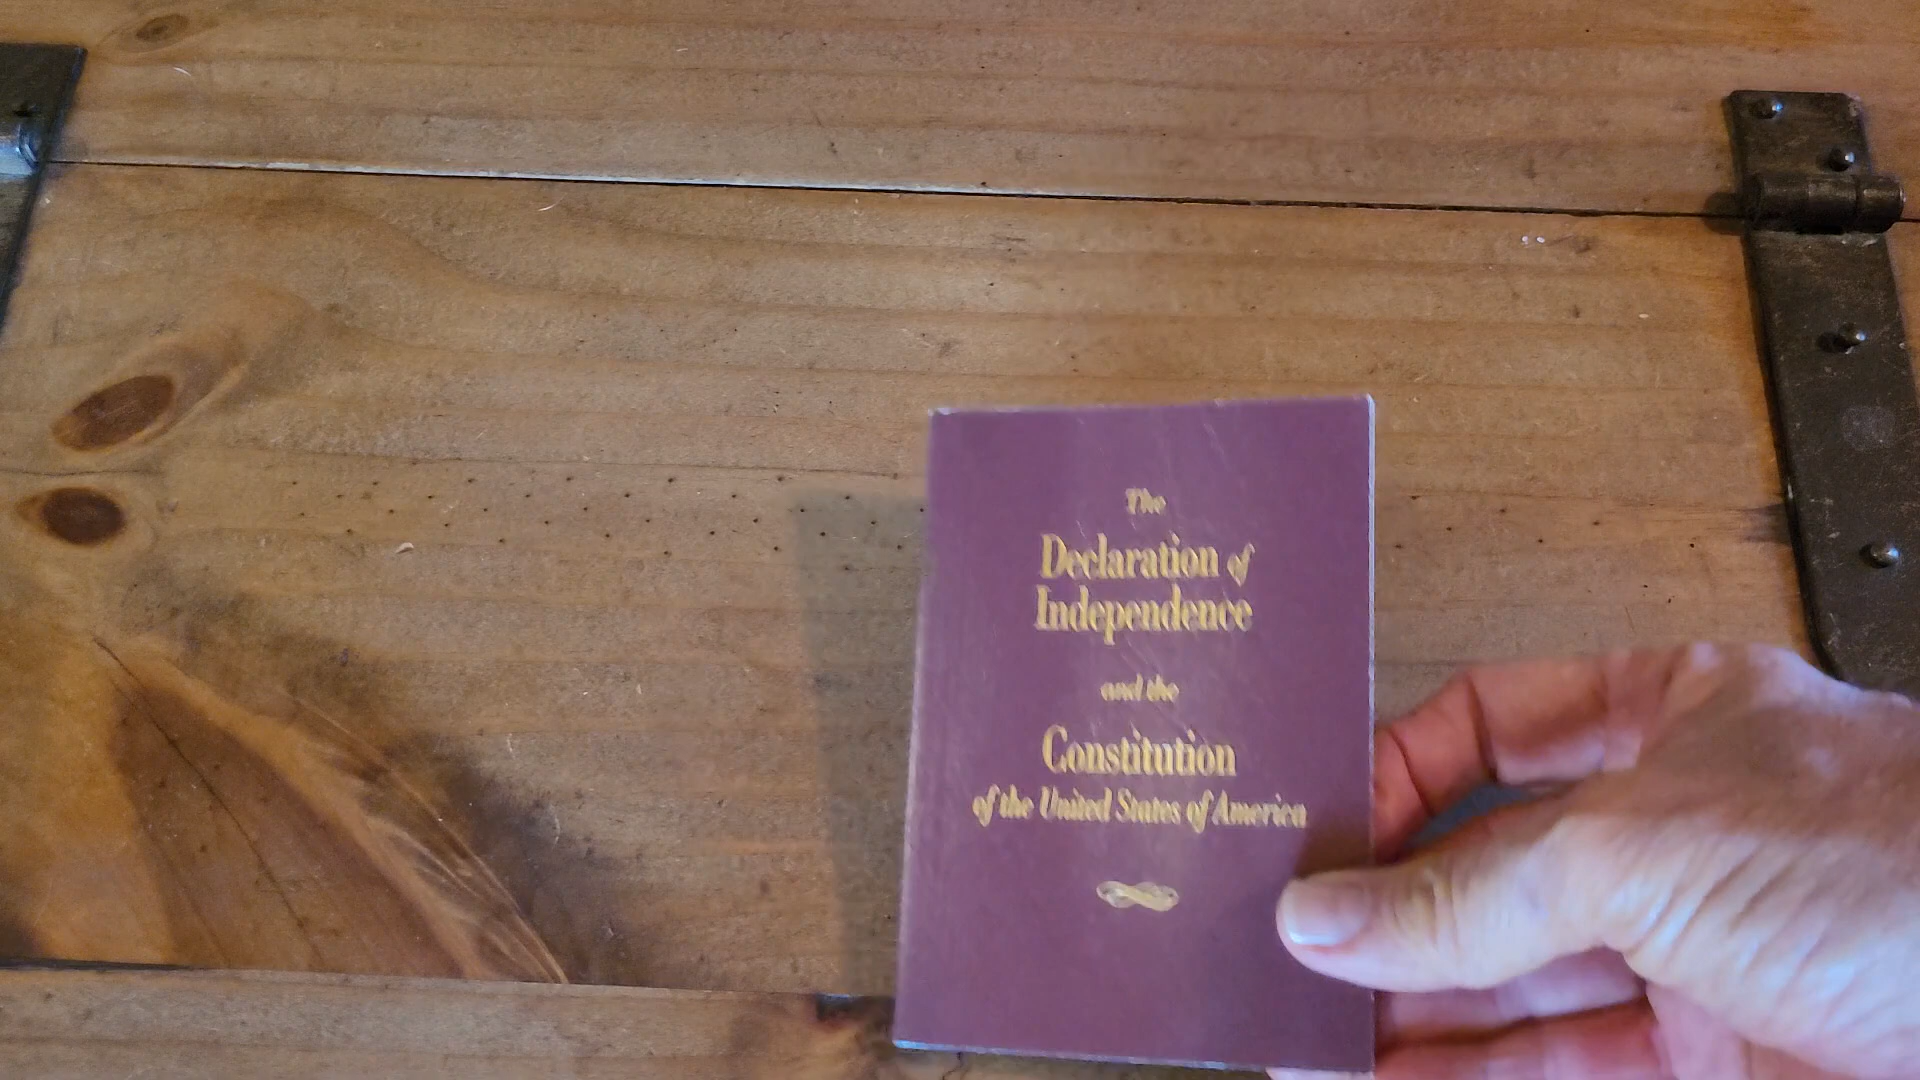 The
Declaration of
Independence
and the
Constitution
of the United States of America